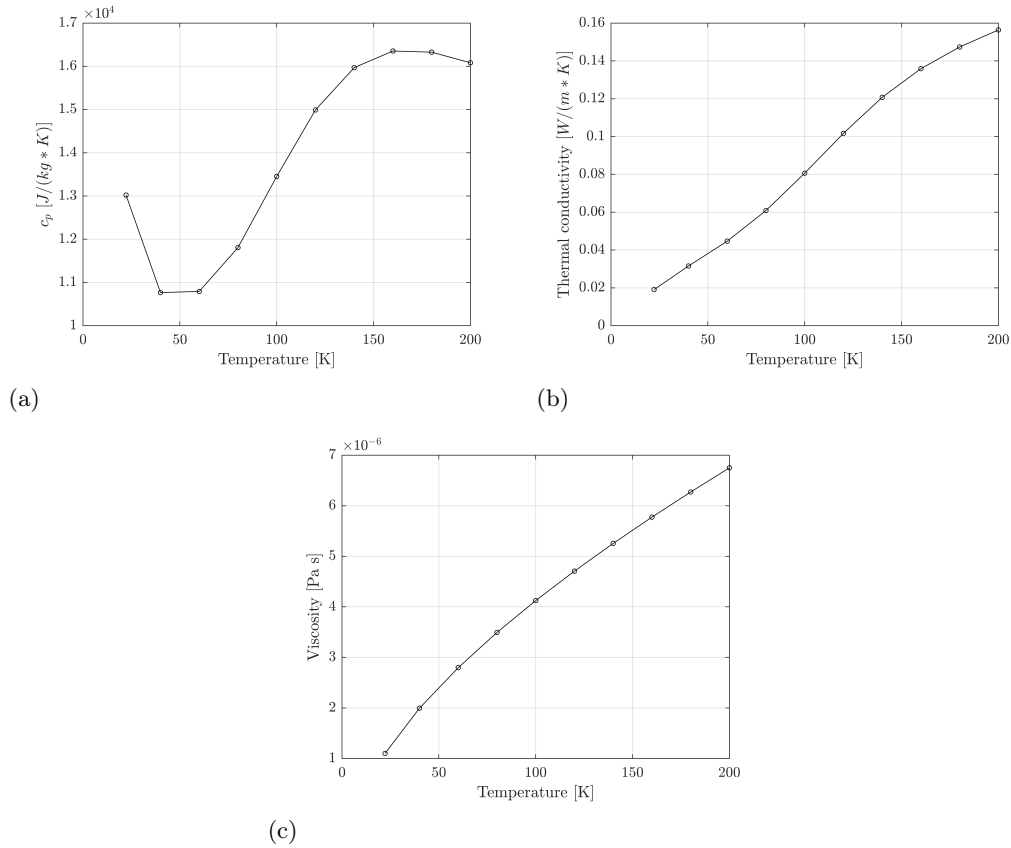 ×10⁴
1.7
1.6
1.5
1.4
1.3
1.2
1.1
1
0 50 100 150 200
c_p [J/(kg * K)]
Temperature [K]
(a)
0.16
0.14
0.12
0.1
0.08
0.06
0.04
0.02
0
0 50 100 150 200
Thermal conductivity [W/(m * K)]
Temperature [K]
(b)
×10⁻⁶
7
6
5
4
3
2
1
0 50 100 150 200
Viscosity [Pa s]
Temperature [K]
(c)